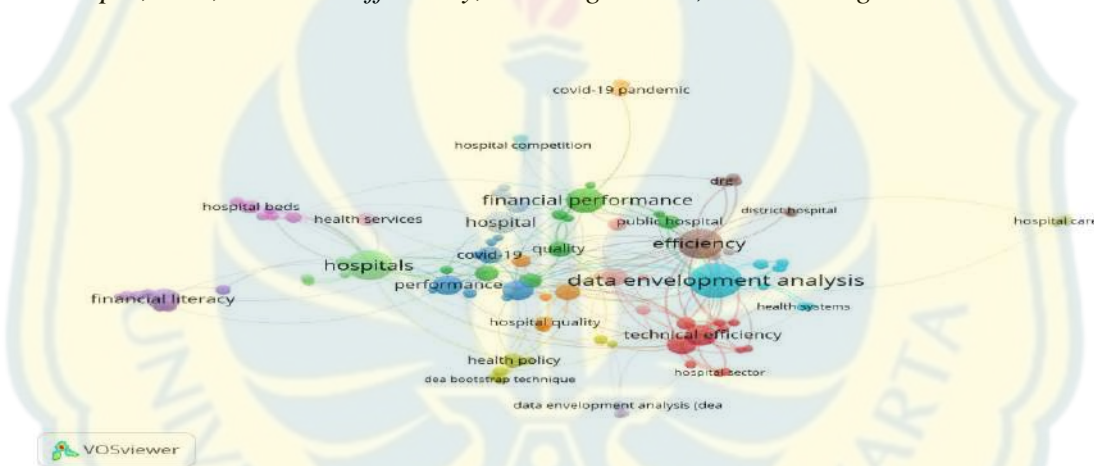 covid-19 pandemic
hospital competition
dre
hospital beds
financial performance
district hospital
health services
hospital
public hospital
hospital care
efficiency
covid-19
quality
hospitals
performance
data envelopment analysis
financial literacy
health systems
hospital quality
technical efficiency
health policy
hospital sector
dea bootstrap technique
data envelopment analysis (dea
VOSviewer